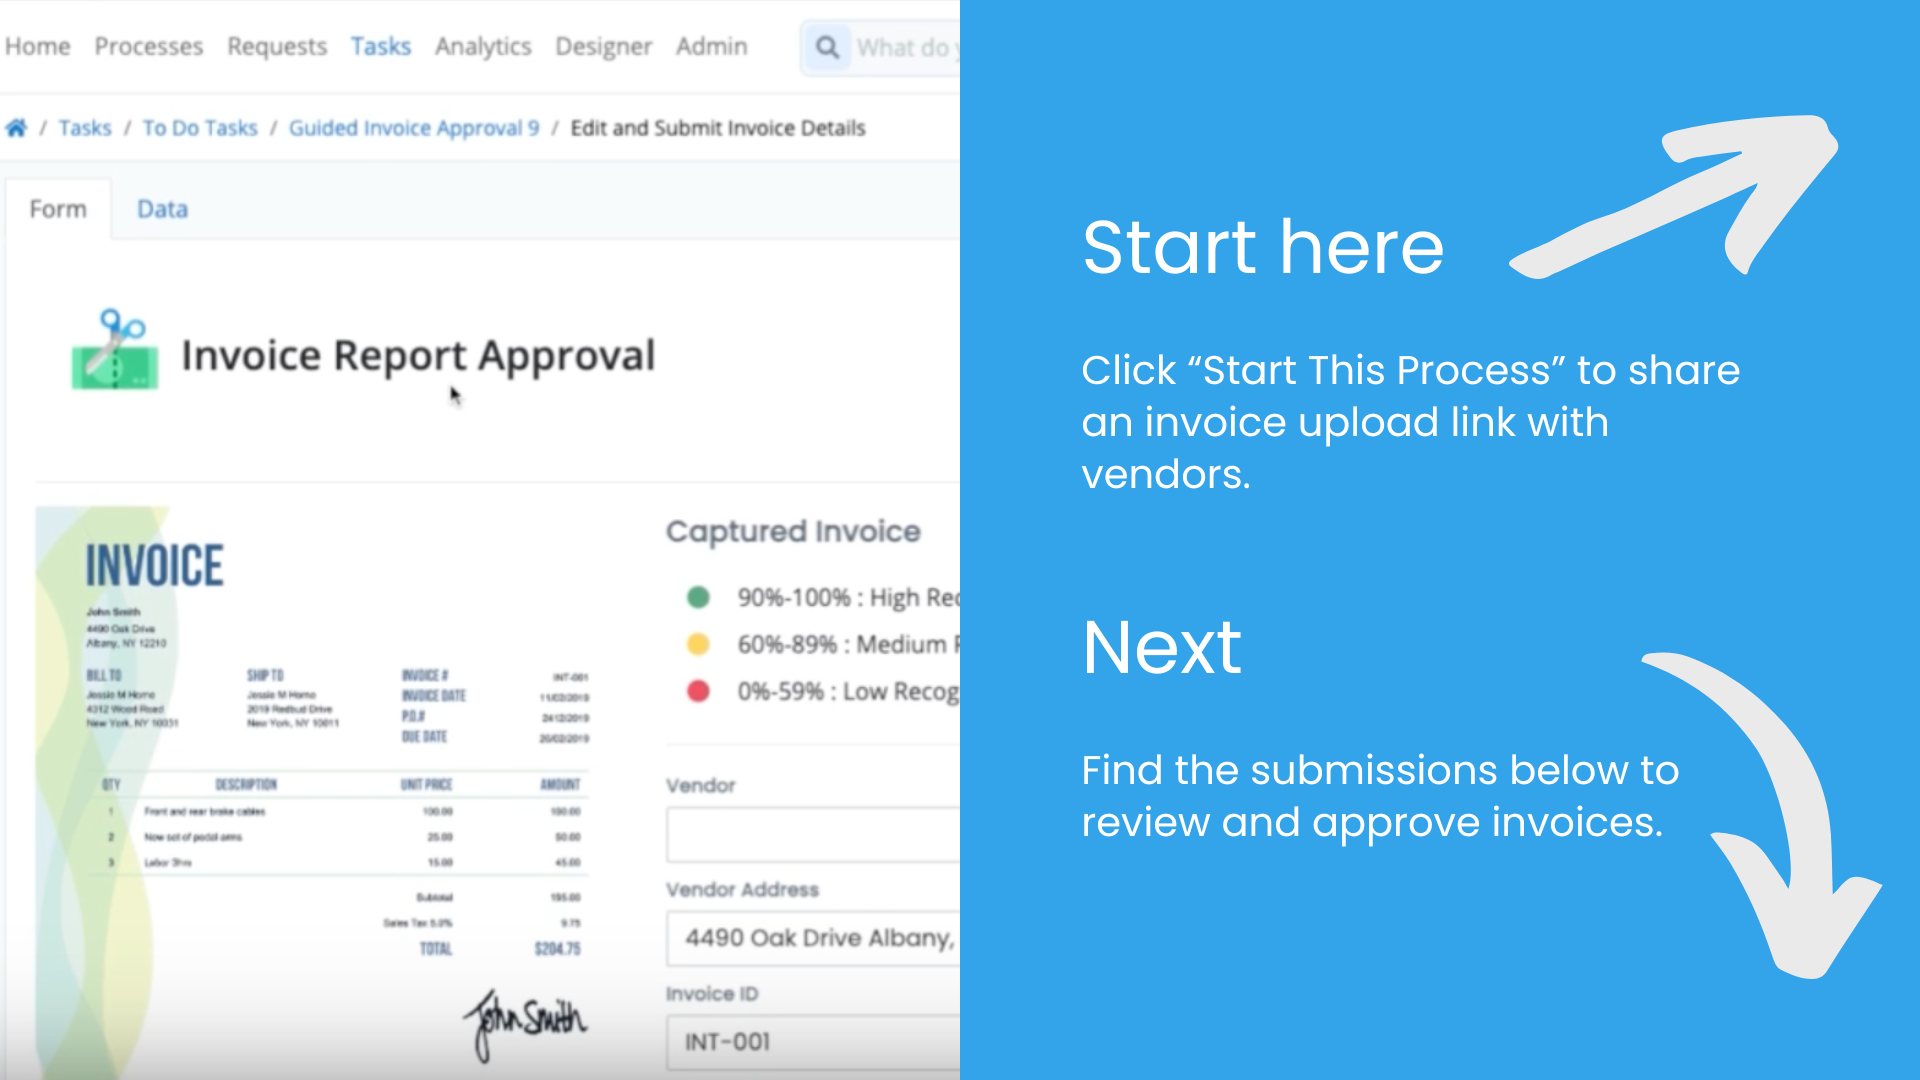 Home Processes Requests Tasks Analytics Designer Admin What do
/ Tasks / To Do Tasks / Guided Invoice Approval 9 / Edit and Submit Invoice Details
Form Data
Invoice Report Approval
INVOICE
John Smith
4490 Oak Drive
Albany, NY 12210
BILL TO SHIP TO INVOICE # INT-001
Jessie M Horne Jessie M Horne INVOICE DATE 11/02/2019
4312 Wood Road 2019 Redbud Drive P.O.# 2412/2019
New York, NY 10031 New York, NY 10011 DUE DATE 26/02/2019
QTY DESCRIPTION UNIT PRICE AMOUNT
1 Front and rear brake cables 100.00 100.00
2 New set of pedal arms 25.00 50.00
3 Labor 3hrs 15.00 45.00
Subtotal 195.00
Sales Tax 5.0% 9.75
TOTAL $204.75
John Smith
Captured Invoice
90%-100% : High Rec
60%-89% : Medium
0%-59% : Low Recog
Vendor
Vendor Address
4490 Oak Drive Albany,
Invoice ID
INT-001
Start here
Click “Start This Process” to share
an invoice upload link with
vendors.
Next
Find the submissions below to
review and approve invoices.